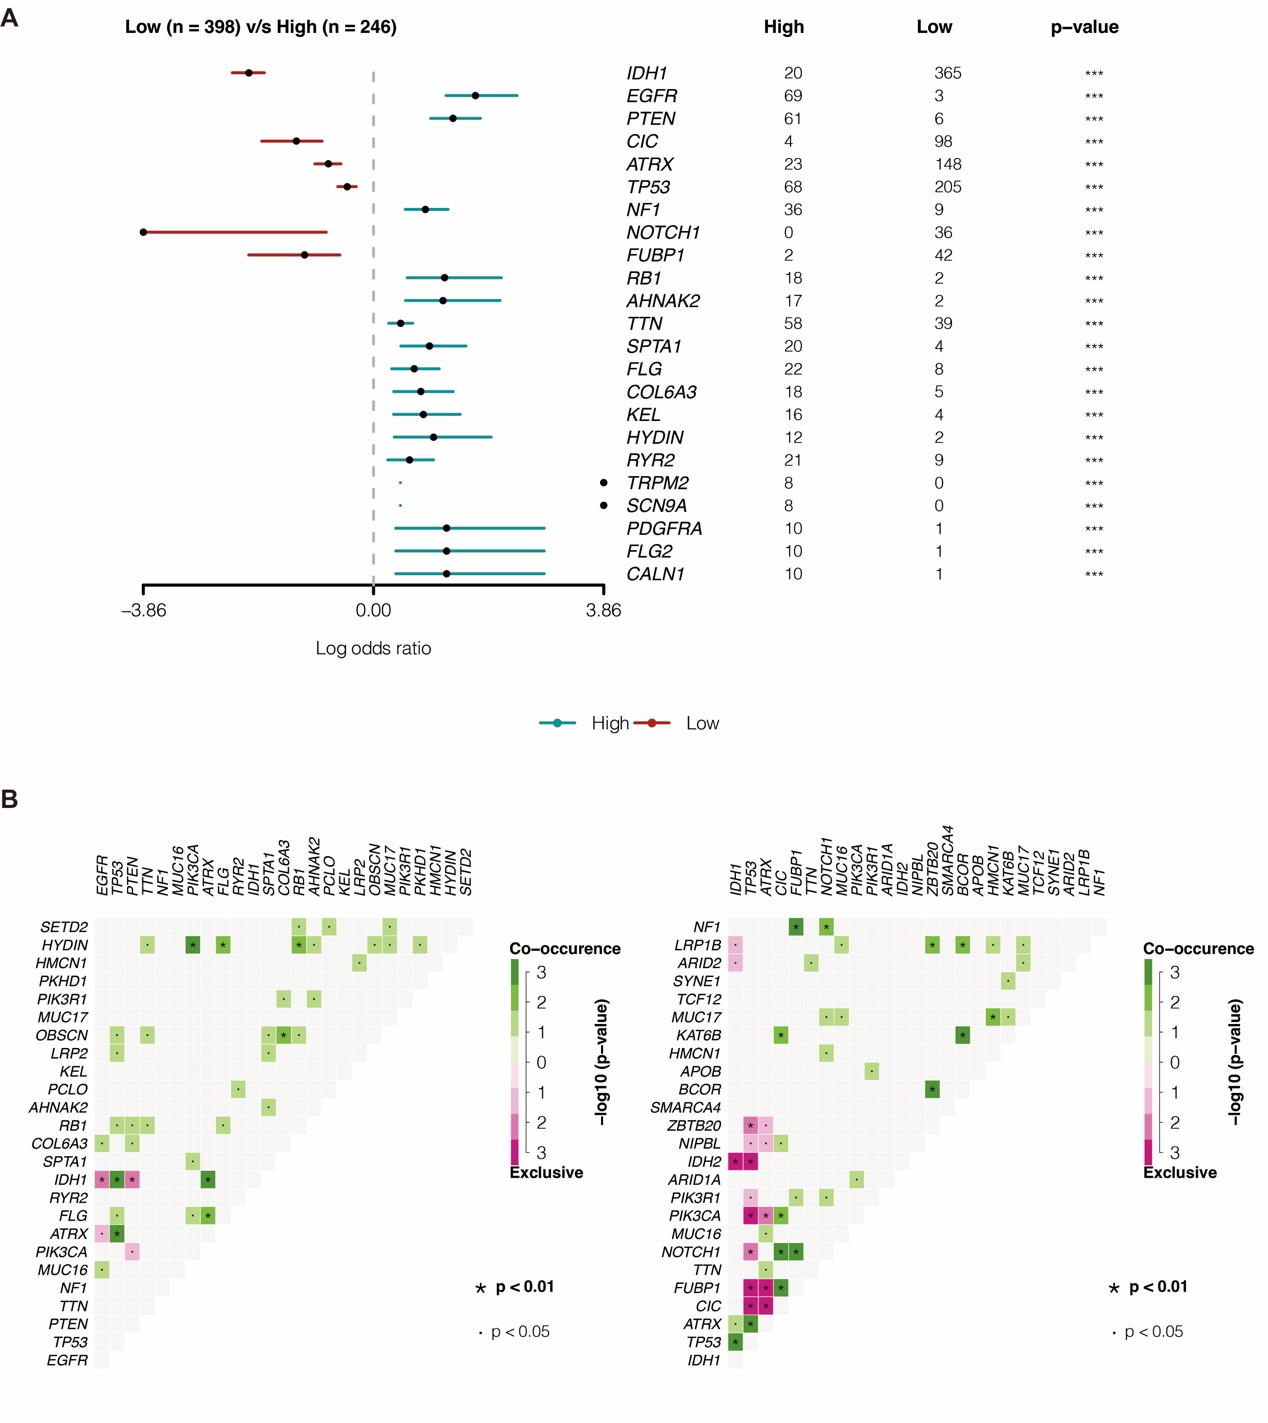 A
Low (n = 398) v/s High (n = 246) High Low p−value
IDH1 20 365 ***
EGFR 69 3 ***
PTEN 61 6 ***
CIC 4 98 ***
ATRX 23 148 ***
TP53 68 205 ***
NF1 36 9 ***
NOTCH1 0 36 ***
FUBP1 2 42 ***
RB1 18 2 ***
AHNAK2 17 2 ***
TTN 58 39 ***
SPTA1 20 4 ***
FLG 22 8 ***
COL6A3 18 5 ***
KEL 16 4 ***
HYDIN 12 2 ***
RYR2 21 9 ***
TRPM2 8 0 ***
SCN9A 8 0 ***
PDGFRA 10 1 ***
FLG2 10 1 ***
CALN1 10 1 ***
−3.86 0.00 3.86
Log odds ratio
High Low
B
EGFR TP53 PTEN TTN NF1 MUC16 PIK3CA ATRX FLG RYR2 IDH1 SPTA1 COL6A3 RB1 AHNAK2 PCLO KEL LRP2 OBSCN MUC17 PIK3R1 PKHD1 HMCN1 HYDIN SETD2
SETD2
HYDIN
HMCN1
PKHD1
PIK3R1
MUC17
OBSCN
LRP2
KEL
PCLO
AHNAK2
RB1
COL6A3
SPTA1
IDH1
RYR2
FLG
ATRX
PIK3CA
MUC16
NF1
TTN
PTEN
TP53
EGFR
Co−occurence
3
2
1
0
1
2
3
Exclusive
−log10 (p−value)
* p < 0.01
· p < 0.05
IDH1 TP53 ATRX CIC FUBP1 TTN NOTCH1 MUC16 PIK3CA PIK3R1 ARID1A IDH2 NIPBL ZBTB20 SMARCA4 BCOR APOB HMCN1 KAT6B MUC17 TCF12 SYNE1 ARID2 LRP1B NF1
NF1
LRP1B
ARID2
SYNE1
TCF12
MUC17
KAT6B
HMCN1
APOB
BCOR
SMARCA4
ZBTB20
NIPBL
IDH2
ARID1A
PIK3R1
PIK3CA
MUC16
NOTCH1
TTN
FUBP1
CIC
ATRX
TP53
IDH1
Co−occurence
3
2
1
0
1
2
3
Exclusive
−log10 (p−value)
* p < 0.01
· p < 0.05